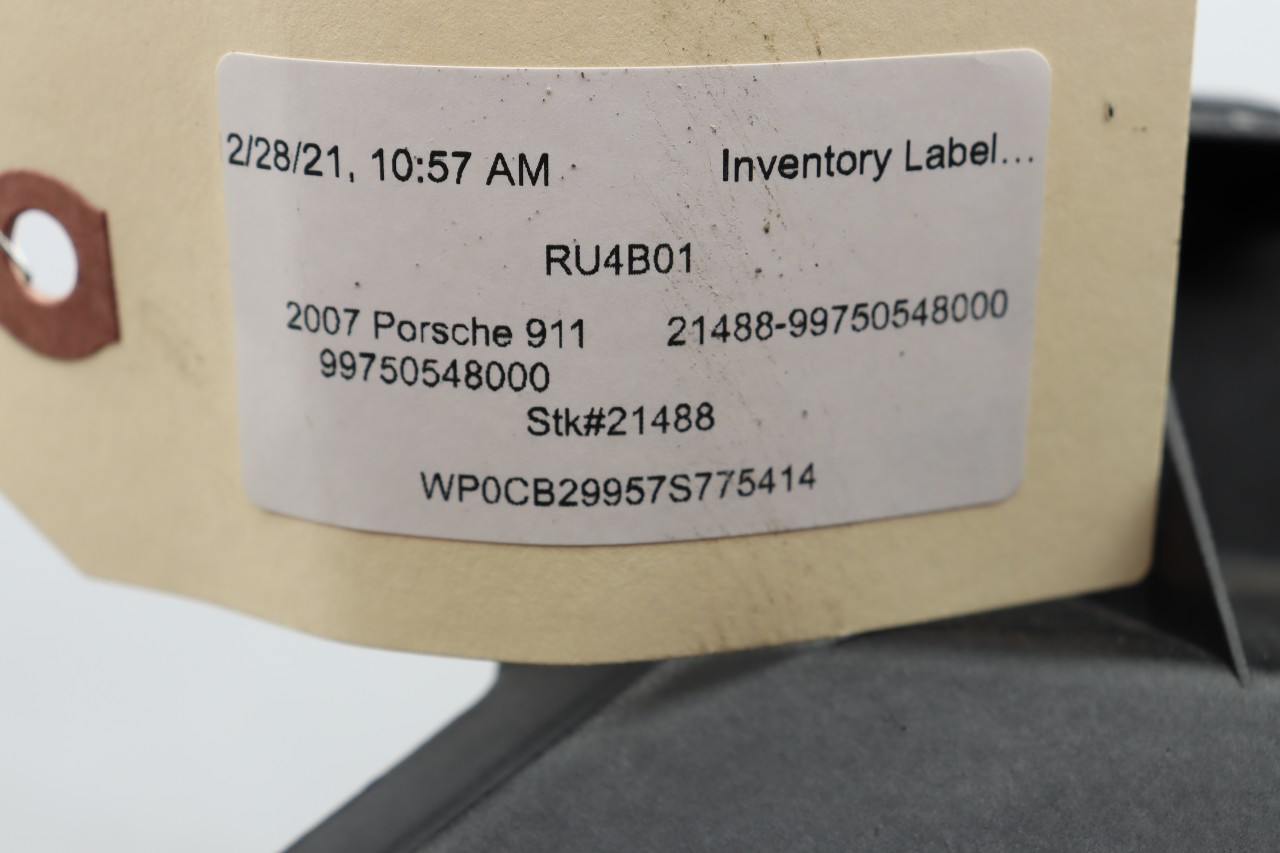 2/28/21, 10:57 AM Inventory Label...
RU4B01
2007 Porsche 911 21488-99750548000
99750548000
Stk#21488
WP0CB29957S775414